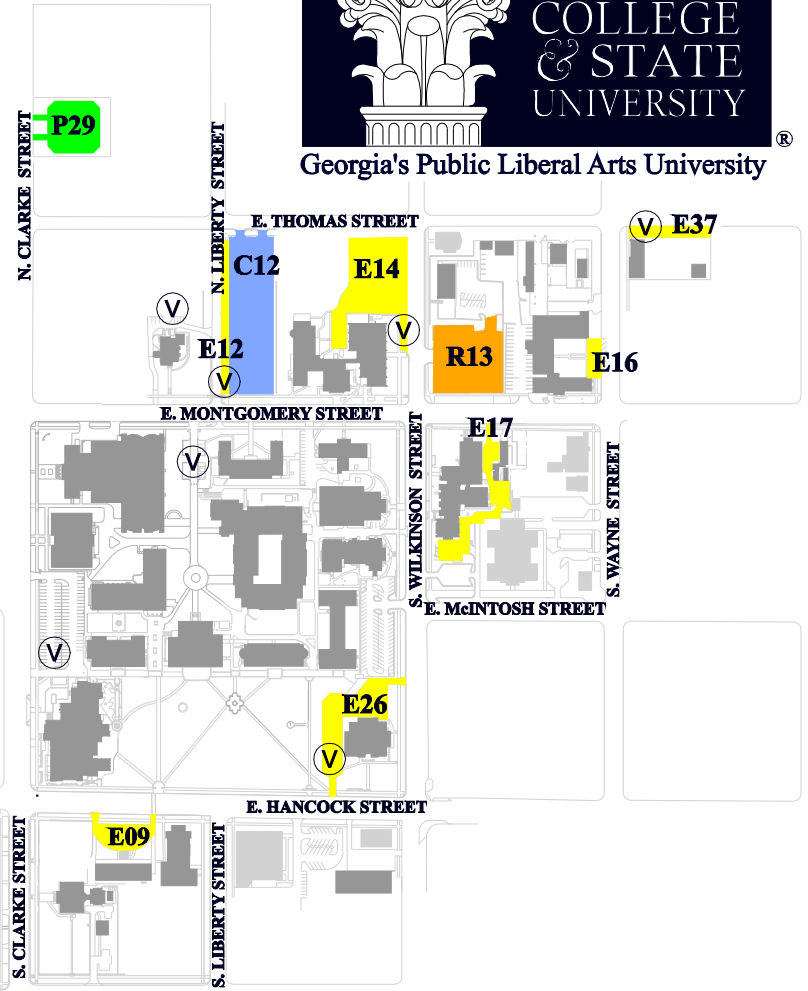 COLLEGE
& STATE
UNIVERSITY
®
Georgia's Public Liberal Arts University
P29
N. CLARKE STREET
N. LIBERTY STREET
E. THOMAS STREET
V E37
C12
E14
V
V
E12
R13
E16
V
E. MONTGOMERY STREET
E17
V
S. WILKINSON STREET
S. WAYNE STREET
E. McINTOSH STREET
V
E26
V
E. HANCOCK STREET
E09
S. CLARKE STREET
S. LIBERTY STREET